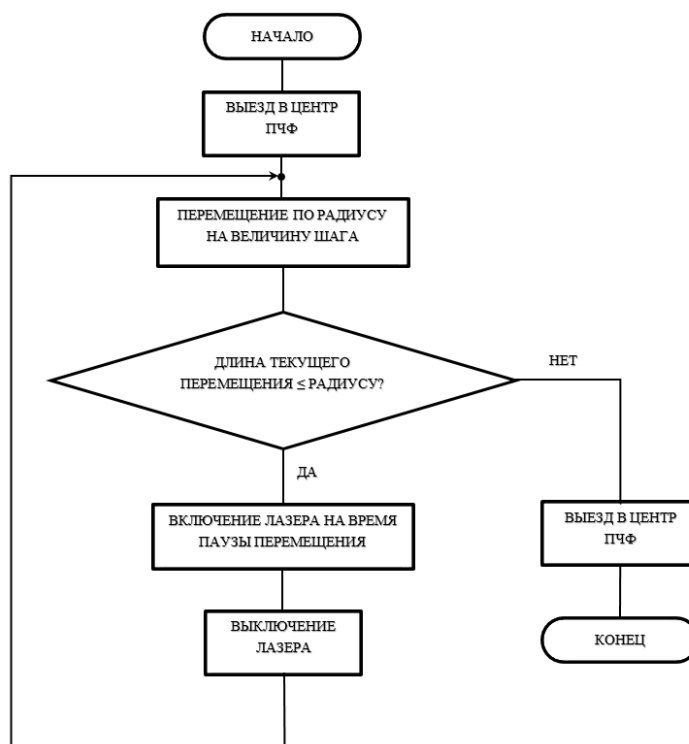 НАЧАЛО
ВЫЕЗД В ЦЕНТР
ПЧФ
ПЕРЕМЕЩЕНИЕ ПО РАДИУСУ
НА ВЕЛИЧИНУ ШАГА
ДЛИНА ТЕКУЩЕГО
ПЕРЕМЕЩЕНИЯ ≤ РАДИУСУ?
НЕТ
ДА
ВКЛЮЧЕНИЕ ЛАЗЕРА НА ВРЕМЯ
ПАУЗЫ ПЕРЕМЕЩЕНИЯ
ВЫЕЗД В ЦЕНТР
ПЧФ
ВЫКЛЮЧЕНИЕ
ЛАЗЕРА
КОНЕЦ